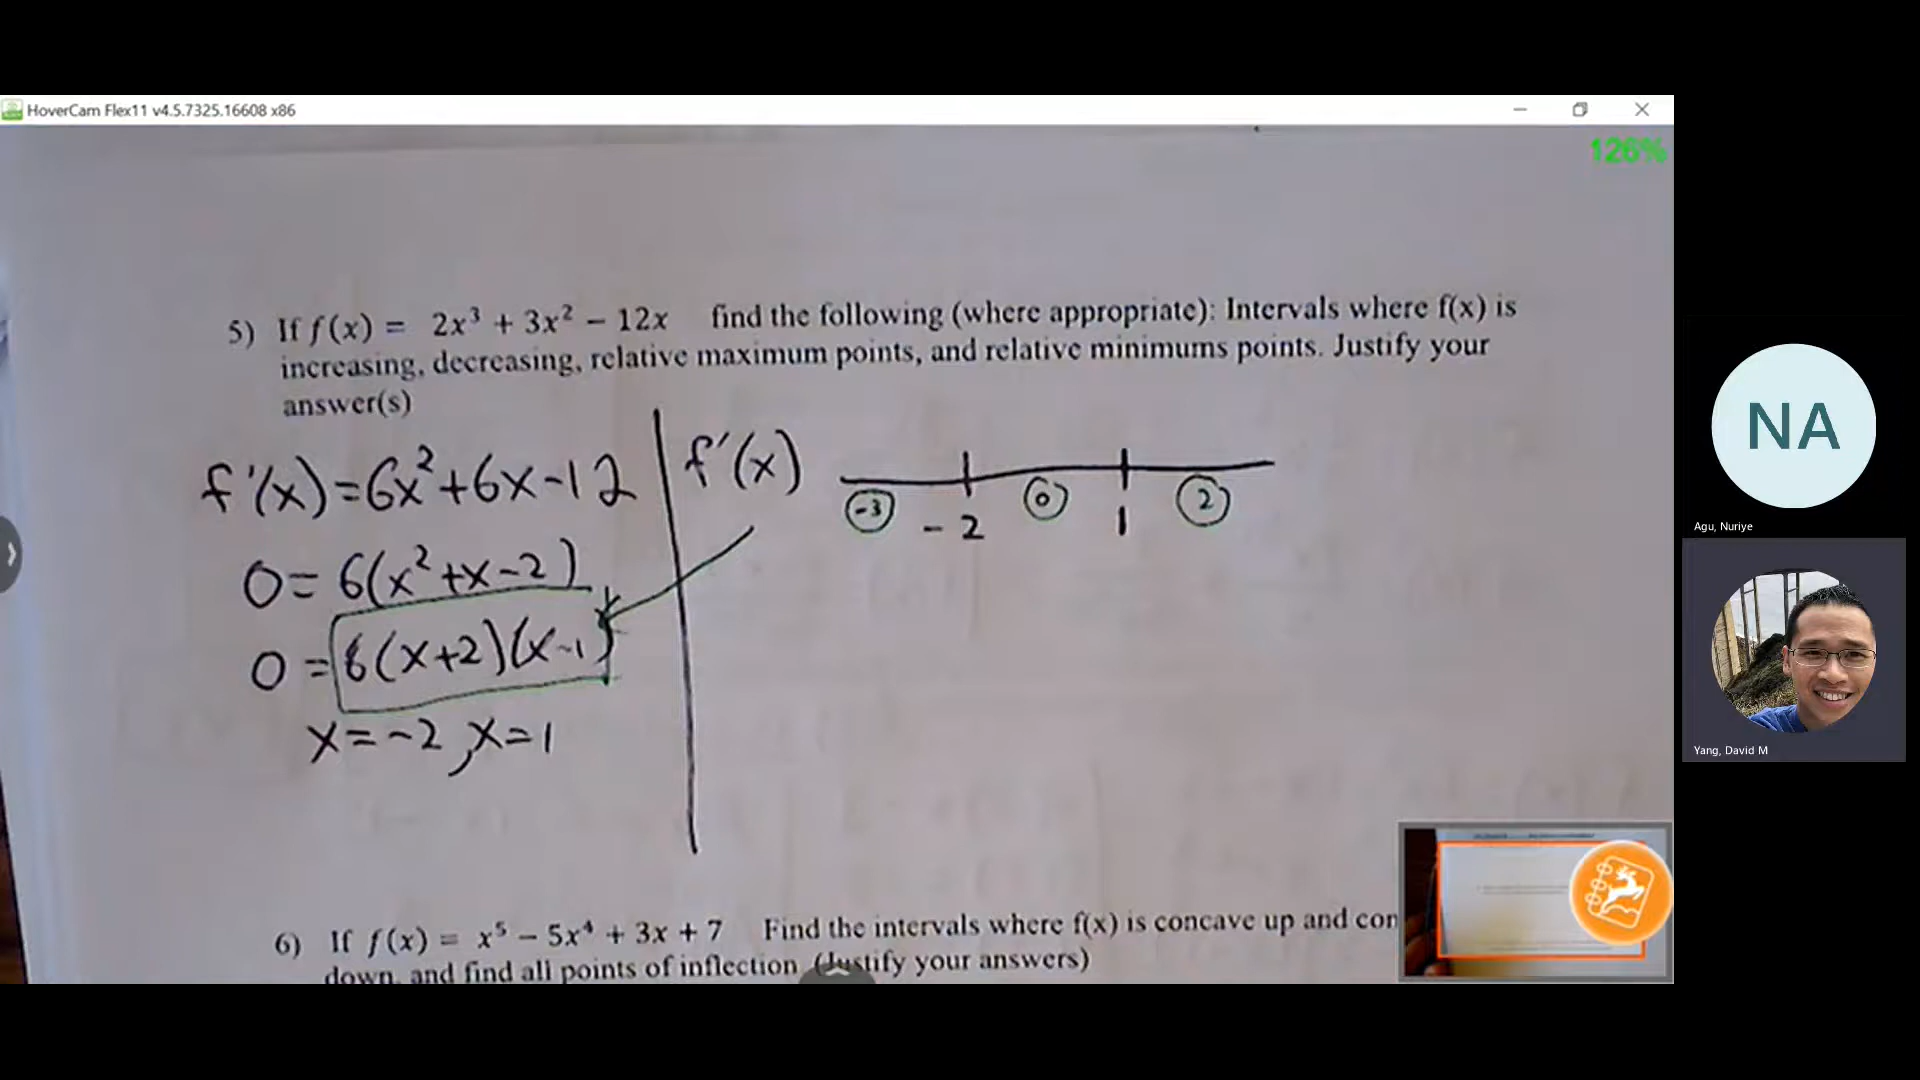 HoverCam Flex11 v4.5.7325.16608 x86
126%
5) If f(x) = 2x³ + 3x² − 12x find the following (where appropriate): Intervals where f(x) is
increasing, decreasing, relative maximum points, and relative minimums points. Justify your
answer(s)
f'(x)=6x²+6x-12
0= 6(x²+x-2)
0 = 6(x+2)(x-1)
x=-2, x=1
f'(x)
-3 0 2
-2 1
6) If f(x) = x⁵ − 5x⁴ + 3x + 7 Find the intervals where f(x) is concave up and con
down, and find all points of inflection. (Justify your answers)
NA
Agu, Nuriye
Yang, David M